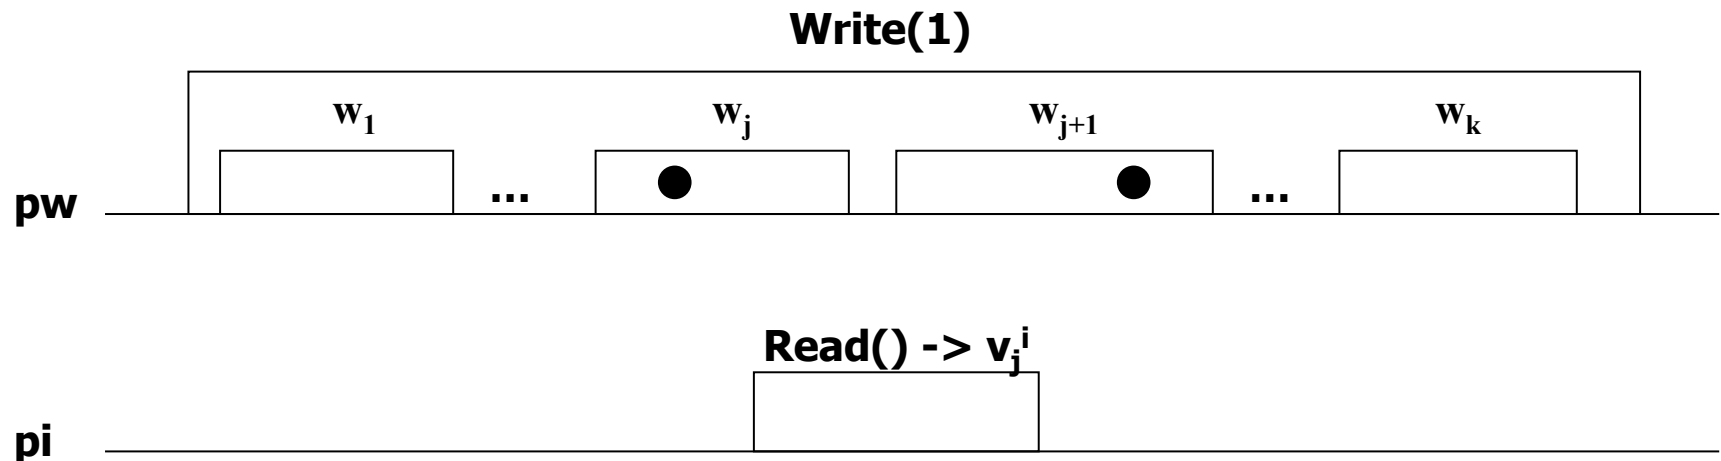 Write(1)
w₁ wⱼ wⱼ₊₁ wₖ
pw ... ...
Read() -> vⱼⁱ
pi